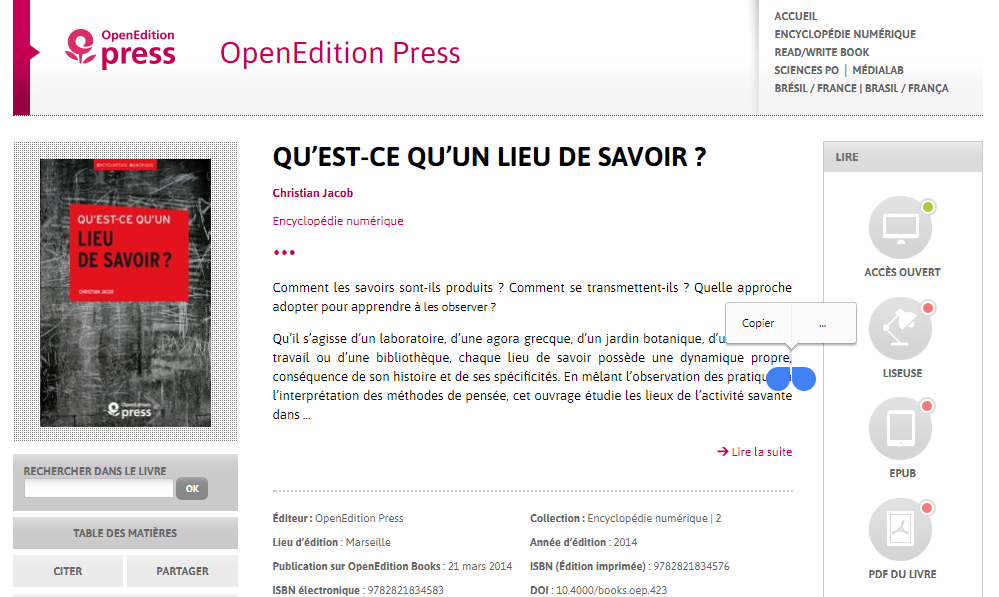 OpenEdition
press
OpenEdition Press
ACCUEIL
ENCYCLOPÉDIE NUMÉRIQUE
READ/WRITE BOOK
SCIENCES PO | MÉDIALAB
BRÉSIL / FRANCE | BRASIL / FRANÇA
ENCYCLOPÉDIE NUMÉRIQUE
QU'EST-CE QU'UN
LIEU
DE SAVOIR ?
CHRISTIAN JACOB
OpenEdition
press
RECHERCHER DANS LE LIVRE
OK
TABLE DES MATIÈRES
CITER
PARTAGER
QU'EST-CE QU'UN LIEU DE SAVOIR ?
Christian Jacob
Encyclopédie numérique
•••
Comment les savoirs sont-ils produits ? Comment se transmettent-ils ? Quelle approche
adopter pour apprendre à les observer ?
Qu'il s'agisse d'un laboratoire, d'une agora grecque, d'un jardin botanique, d'u
travail ou d'une bibliothèque, chaque lieu de savoir possède une dynamique propre,
conséquence de son histoire et de ses spécificités. En mêlant l'observation des pratiqu
l'interprétation des méthodes de pensée, cet ouvrage étudie les lieux de l'activité savante
dans ...
Copier
...
→ Lire la suite
Éditeur : OpenEdition Press
Lieu d'édition : Marseille
Publication sur OpenEdition Books : 21 mars 2014
ISBN électronique : 9782821834583
Collection : Encyclopédie numérique | 2
Année d'édition : 2014
ISBN (Édition imprimée) : 9782821834576
DOI : 10.4000/books.oep.423
LIRE
ACCÈS OUVERT
LISEUSE
EPUB
PDF DU LIVRE